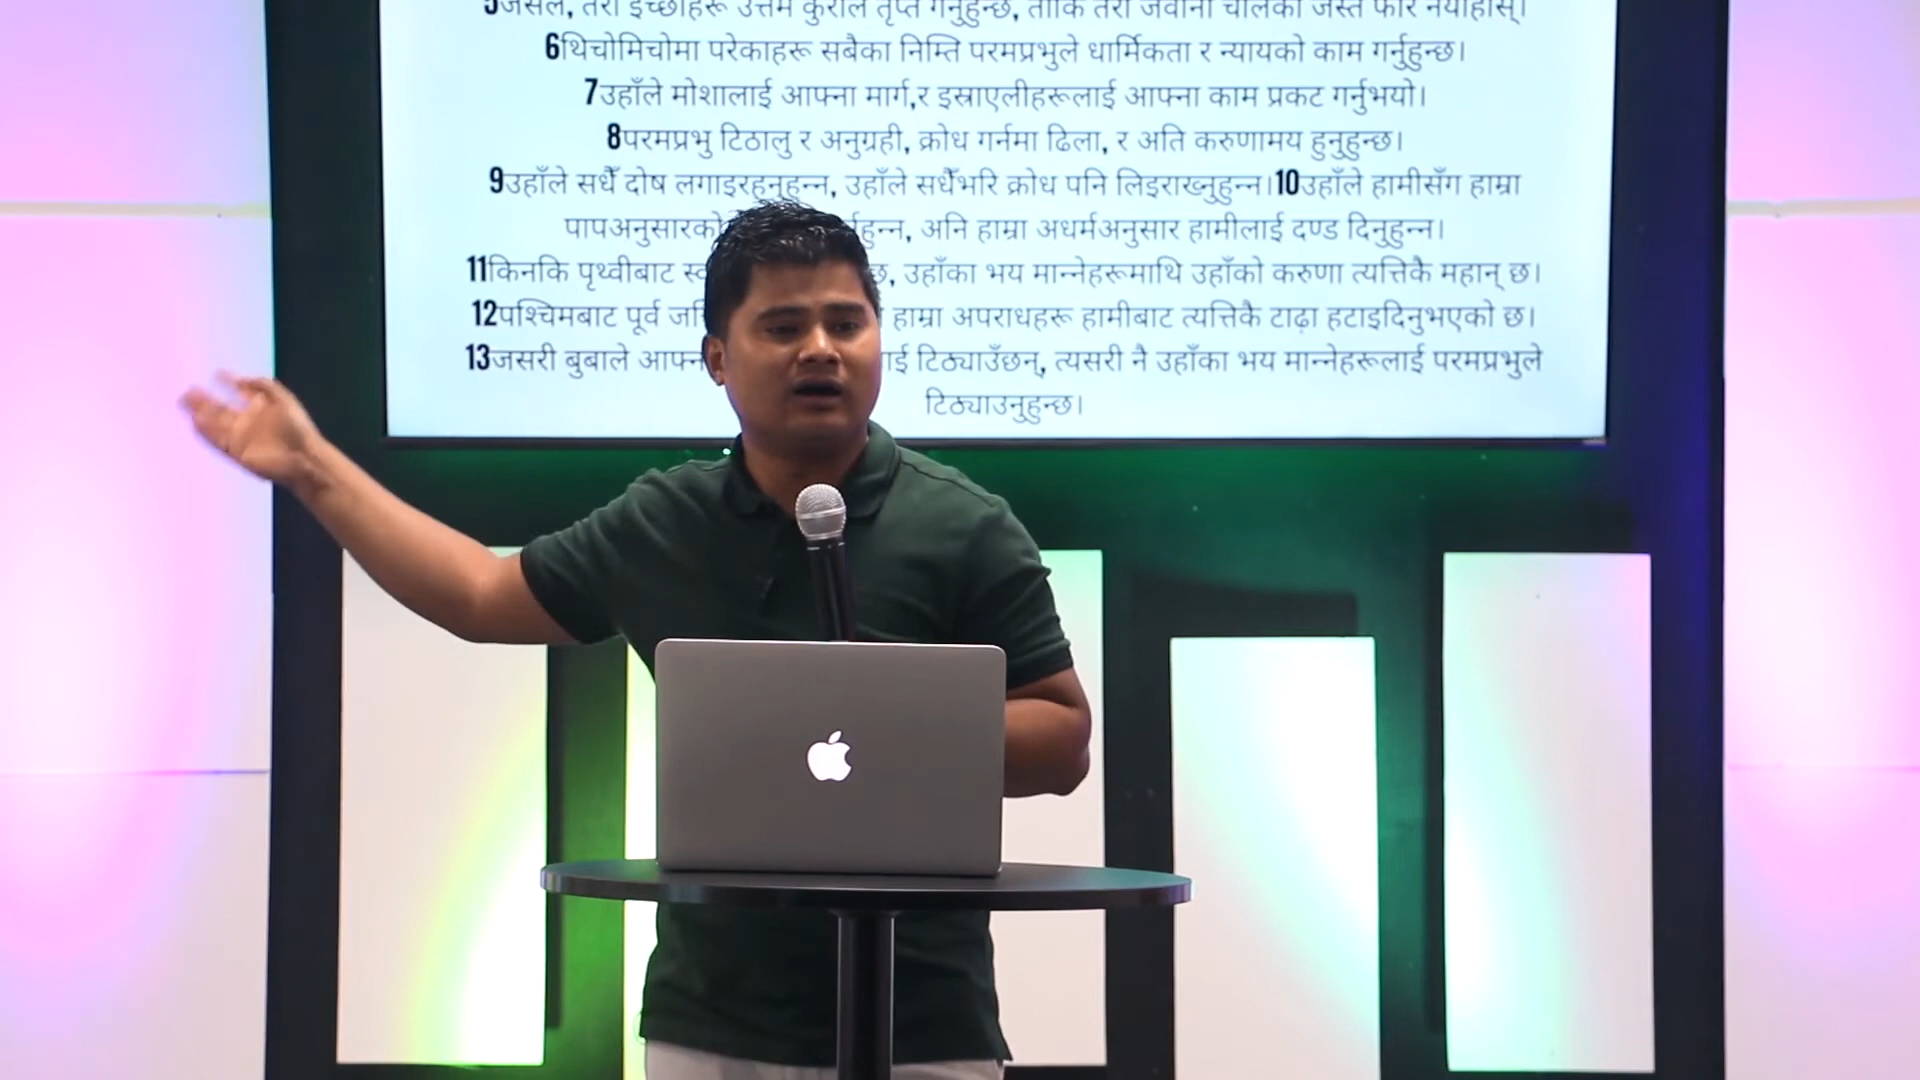 5जसले, तेरा इच्छाहरू उत्तम कुराले तृप्त गर्नुहुन्छ, ताकि तेरो जवानी चीलको जस्तै फेरि नयाँहोस्।
6थिचोमिचोमा परेकाहरू सबैका निम्ति परमप्रभुले धार्मिकता र न्यायको काम गर्नुहुन्छ।
7उहाँले मोशालाई आफ्ना मार्ग,र इस्राएलीहरूलाई आफ्ना काम प्रकट गर्नुभयो।
8परमप्रभु टिठालु र अनुग्रही, क्रोध गर्नमा ढिला, र अति करुणामय हुनुहुन्छ।
9उहाँले सधैँ दोष लगाइरहनुहुन्न, उहाँले सधैँभरि क्रोध पनि लिइराख्नुहुन्न।10उहाँले हामीसँग हाम्रा
पापअनुसारको अनि हाम्रा अधर्मअनुसार हामीलाई दण्ड दिनुहुन्न।
11किनकि पृथ्वीबाट उहाँका भय मान्नेहरूमाथि उहाँको करुणा त्यत्तिकै महान् छ।
12पश्चिमबाट पूर्व हाम्रा अपराधहरू हामीबाट त्यत्तिकै टाढ़ा हटाइदिनुभएको छ।
13जसरी बुबाले टिठ्याउँछन्, त्यसरी नै उहाँका भय मान्नेहरूलाई परमप्रभुले
टिठ्याउनुहुन्छ।